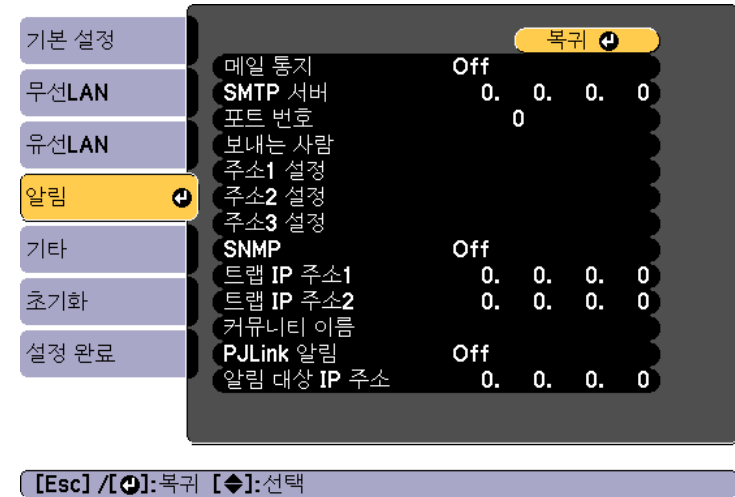 기본 설정
무선LAN
유선LAN
알림
기타
초기화
설정 완료
복귀
메일 통지 Off
SMTP 서버 0. 0. 0. 0
포트 번호 0
보내는 사람
주소1 설정
주소2 설정
주소3 설정
SNMP Off
트랩 IP 주소1 0. 0. 0. 0
트랩 IP 주소2 0. 0. 0. 0
커뮤니티 이름
PJLink 알림 Off
알림 대상 IP 주소 0. 0. 0. 0
[Esc] /[⏎]:복귀 [◆]:선택